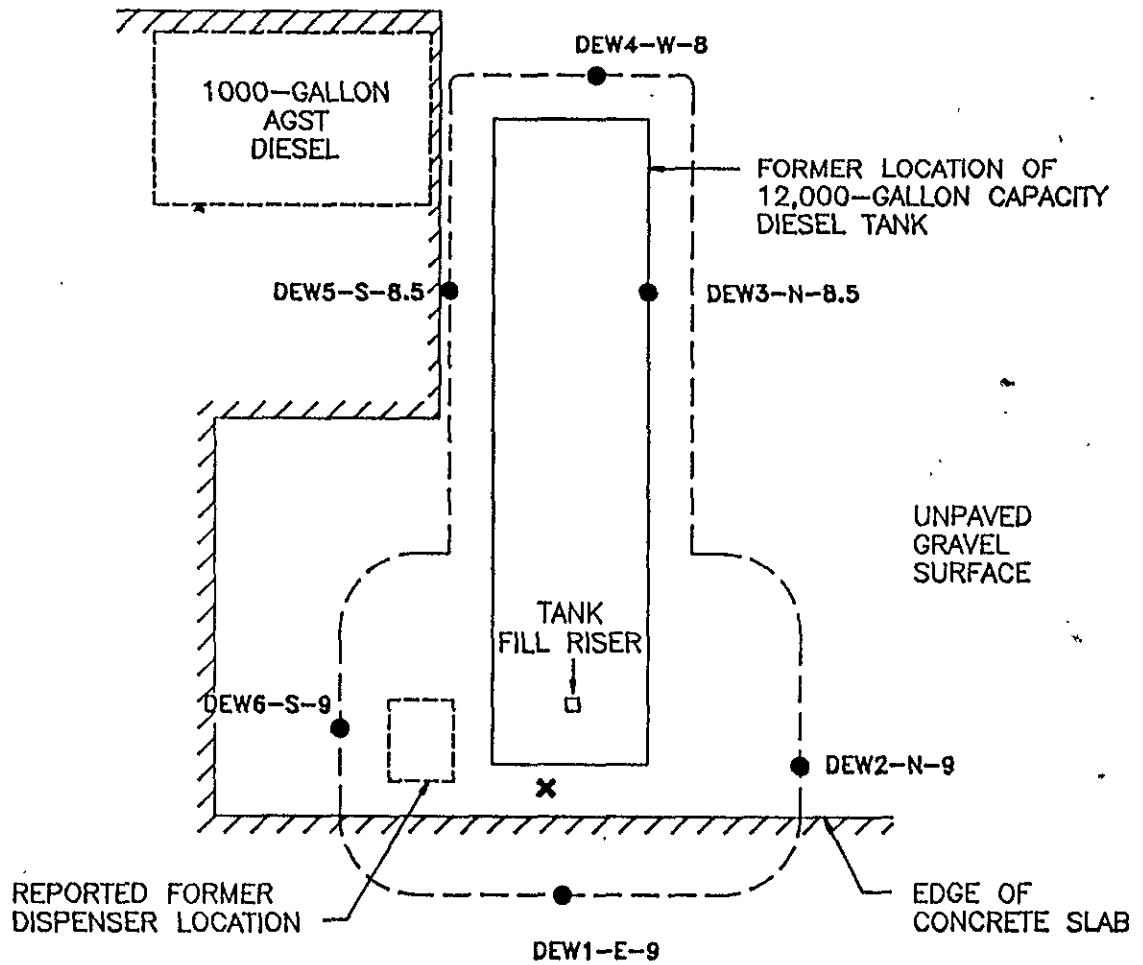 DEW4-W-8
1000-GALLON
AGST
DIESEL
FORMER LOCATION OF
12,000-GALLON CAPACITY
DIESEL TANK
DEW5-S-8.5
DEW3-N-8.5
UNPAVED
GRAVEL
SURFACE
TANK
FILL RISER
DEW6-S-9
DEW2-N-9
REPORTED FORMER
DISPENSER LOCATION
EDGE OF
CONCRETE SLAB
DEW1-E-9